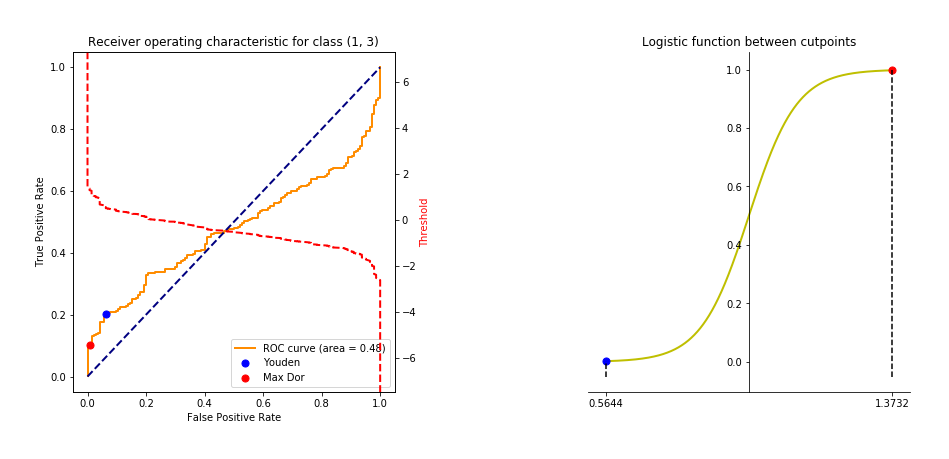 Receiver operating characteristic for class (1, 3)
True Positive Rate
1.0
0.8
0.6
0.4
0.2
0.0
0.0 0.2 0.4 0.6 0.8 1.0
False Positive Rate
ROC curve (area = 0.48)
Youden
Max Dor
6
4
2
0
−2
−4
−6
Threshold
Logistic function between cutpoints
1.0
0.8
0.6
0.4
0.2
0.0
0.5644 1.3732